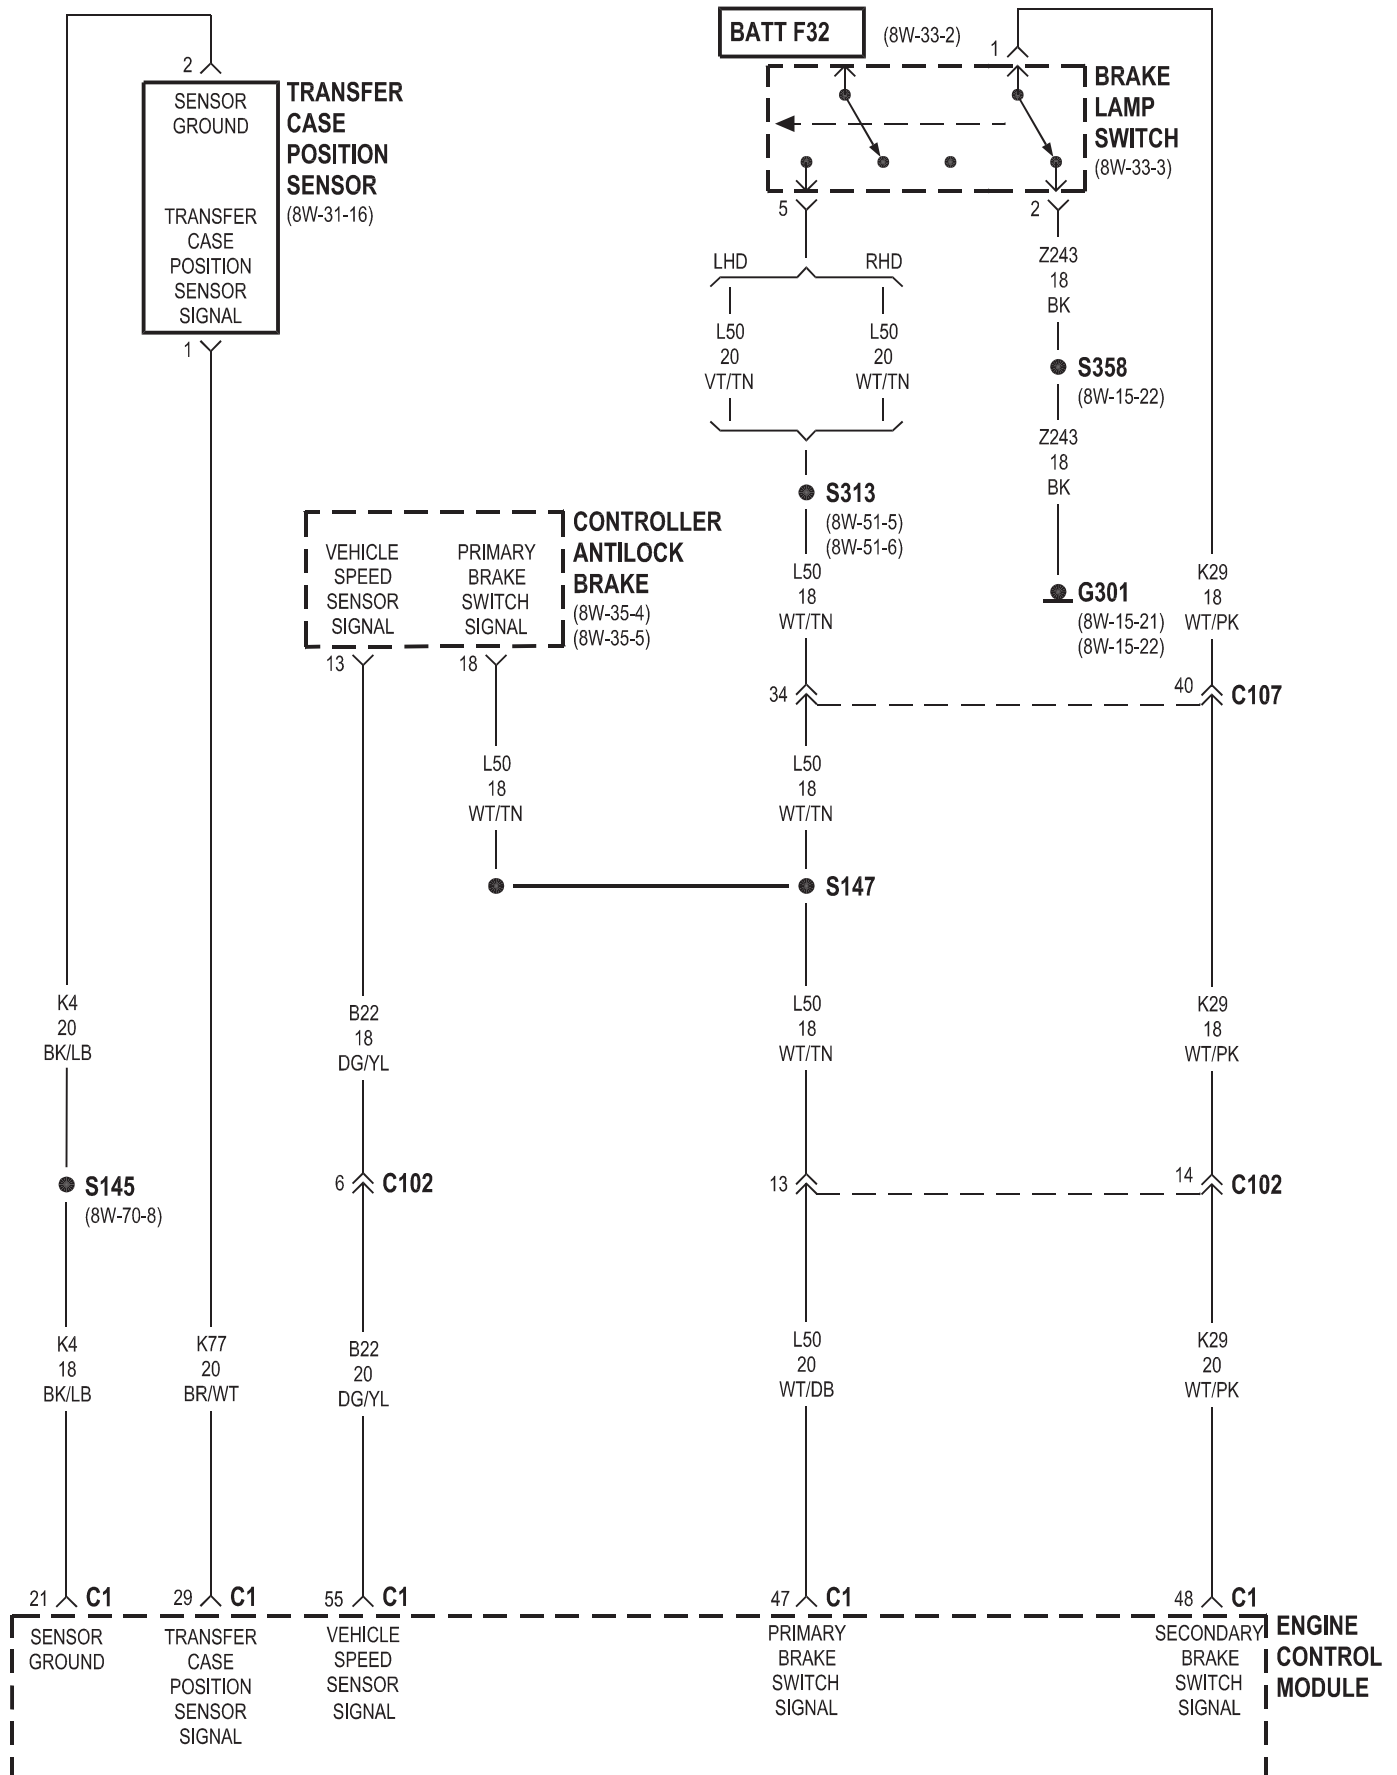 BATT F32
(8W-33-2)
1
BRAKE
LAMP
SWITCH
(8W-33-3)
5
2
2
SENSOR
GROUND
TRANSFER
CASE
POSITION
SENSOR
SIGNAL
TRANSFER
CASE
POSITION
SENSOR
(8W-31-16)
1
LHD
RHD
L50
20
VT/TN
L50
20
WT/TN
Z243
18
BK
S358
(8W-15-22)
Z243
18
BK
S313
(8W-51-5)
(8W-51-6)
G301
(8W-15-21)
(8W-15-22)
VEHICLE
SPEED
SENSOR
SIGNAL
PRIMARY
BRAKE
SWITCH
SIGNAL
CONTROLLER
ANTILOCK
BRAKE
(8W-35-4)
(8W-35-5)
13
18
L50
18
WT/TN
K29
18
WT/PK
34
40
C107
L50
18
WT/TN
L50
18
WT/TN
S147
K4
20
BK/LB
B22
18
DG/YL
L50
18
WT/TN
K29
18
WT/PK
S145
(8W-70-8)
6
C102
13
14
C102
K4
18
BK/LB
K77
20
BR/WT
B22
20
DG/YL
L50
20
WT/DB
K29
20
WT/PK
21 C1
29 C1
55 C1
47 C1
48 C1
SENSOR
GROUND
TRANSFER
CASE
POSITION
SENSOR
SIGNAL
VEHICLE
SPEED
SENSOR
SIGNAL
PRIMARY
BRAKE
SWITCH
SIGNAL
SECONDARY
BRAKE
SWITCH
SIGNAL
ENGINE
CONTROL
MODULE